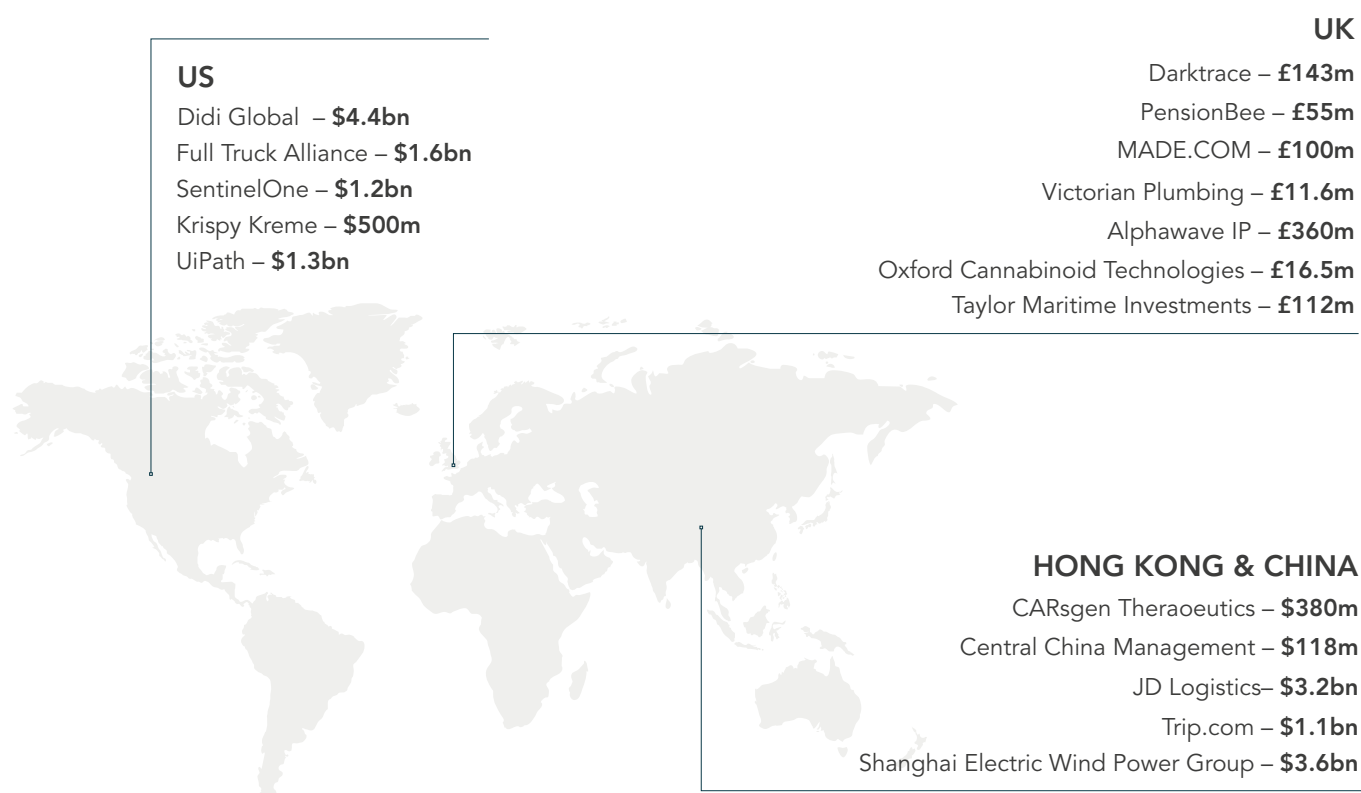 US
Didi Global – $4.4bn
Full Truck Alliance – $1.6bn
SentinelOne – $1.2bn
Krispy Kreme – $500m
UiPath – $1.3bn
UK
Darktrace – £143m
PensionBee – £55m
MADE.COM – £100m
Victorian Plumbing – £11.6m
Alphawave IP – £360m
Oxford Cannabinoid Technologies – £16.5m
Taylor Maritime Investments – £112m
HONG KONG & CHINA
CARsgen Theraoeutics – $380m
Central China Management – $118m
JD Logistics– $3.2bn
Trip.com – $1.1bn
Shanghai Electric Wind Power Group – $3.6bn